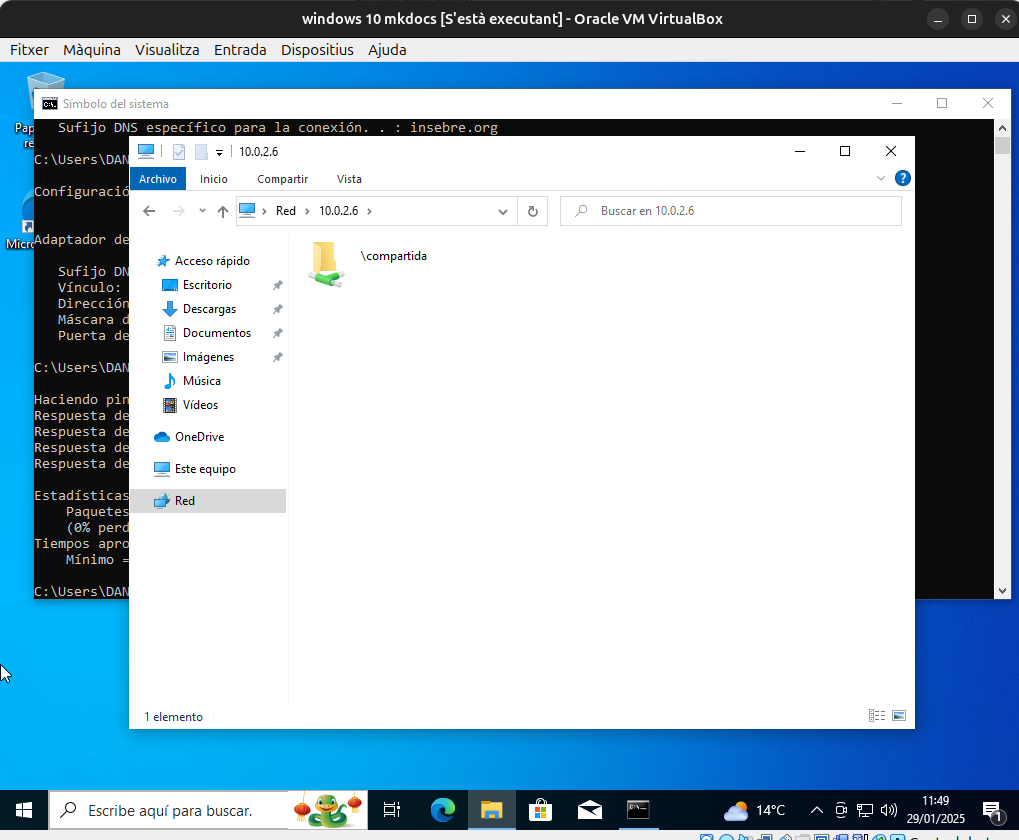 windows 10 mkdocs [S'està executant] - Oracle VM VirtualBox
Fitxer Màquina Visualitza Entrada Dispositius Ajuda
Símbolo del sistema
Sufijo DNS específico para la conexión. . : insebre.org
C:\Users\DAN
Configuració
Adaptador de
Sufijo DN
Vínculo:
Dirección
Máscara d
Puerta de
C:\Users\DAN
Haciendo pin
Respuesta de
Respuesta de
Respuesta de
Respuesta de
Estadísticas
Paquetes
(0% perd
Tiempos apro
Mínimo =
C:\Users\DAN
Pap
re
Micro
10.0.2.6
Archivo Inicio Compartir Vista
Red 10.0.2.6
Buscar en 10.0.2.6
Acceso rápido
Escritorio
Descargas
Documentos
Imágenes
Música
Vídeos
OneDrive
Este equipo
Red
\compartida
1 elemento
Escribe aquí para buscar.
14°C
11:49
29/01/2025
1